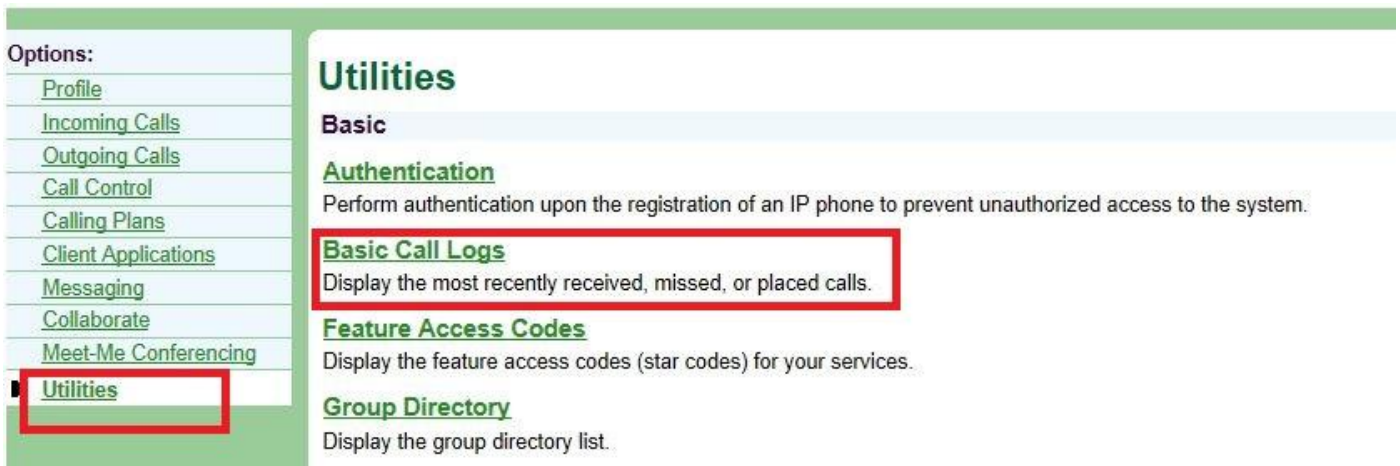 Options:
Profile
Incoming Calls
Outgoing Calls
Call Control
Calling Plans
Client Applications
Messaging
Collaborate
Meet-Me Conferencing
Utilities
Utilities
Basic
Authentication
Perform authentication upon the registration of an IP phone to prevent unauthorized access to the system.
Basic Call Logs
Display the most recently received, missed, or placed calls.
Feature Access Codes
Display the feature access codes (star codes) for your services.
Group Directory
Display the group directory list.